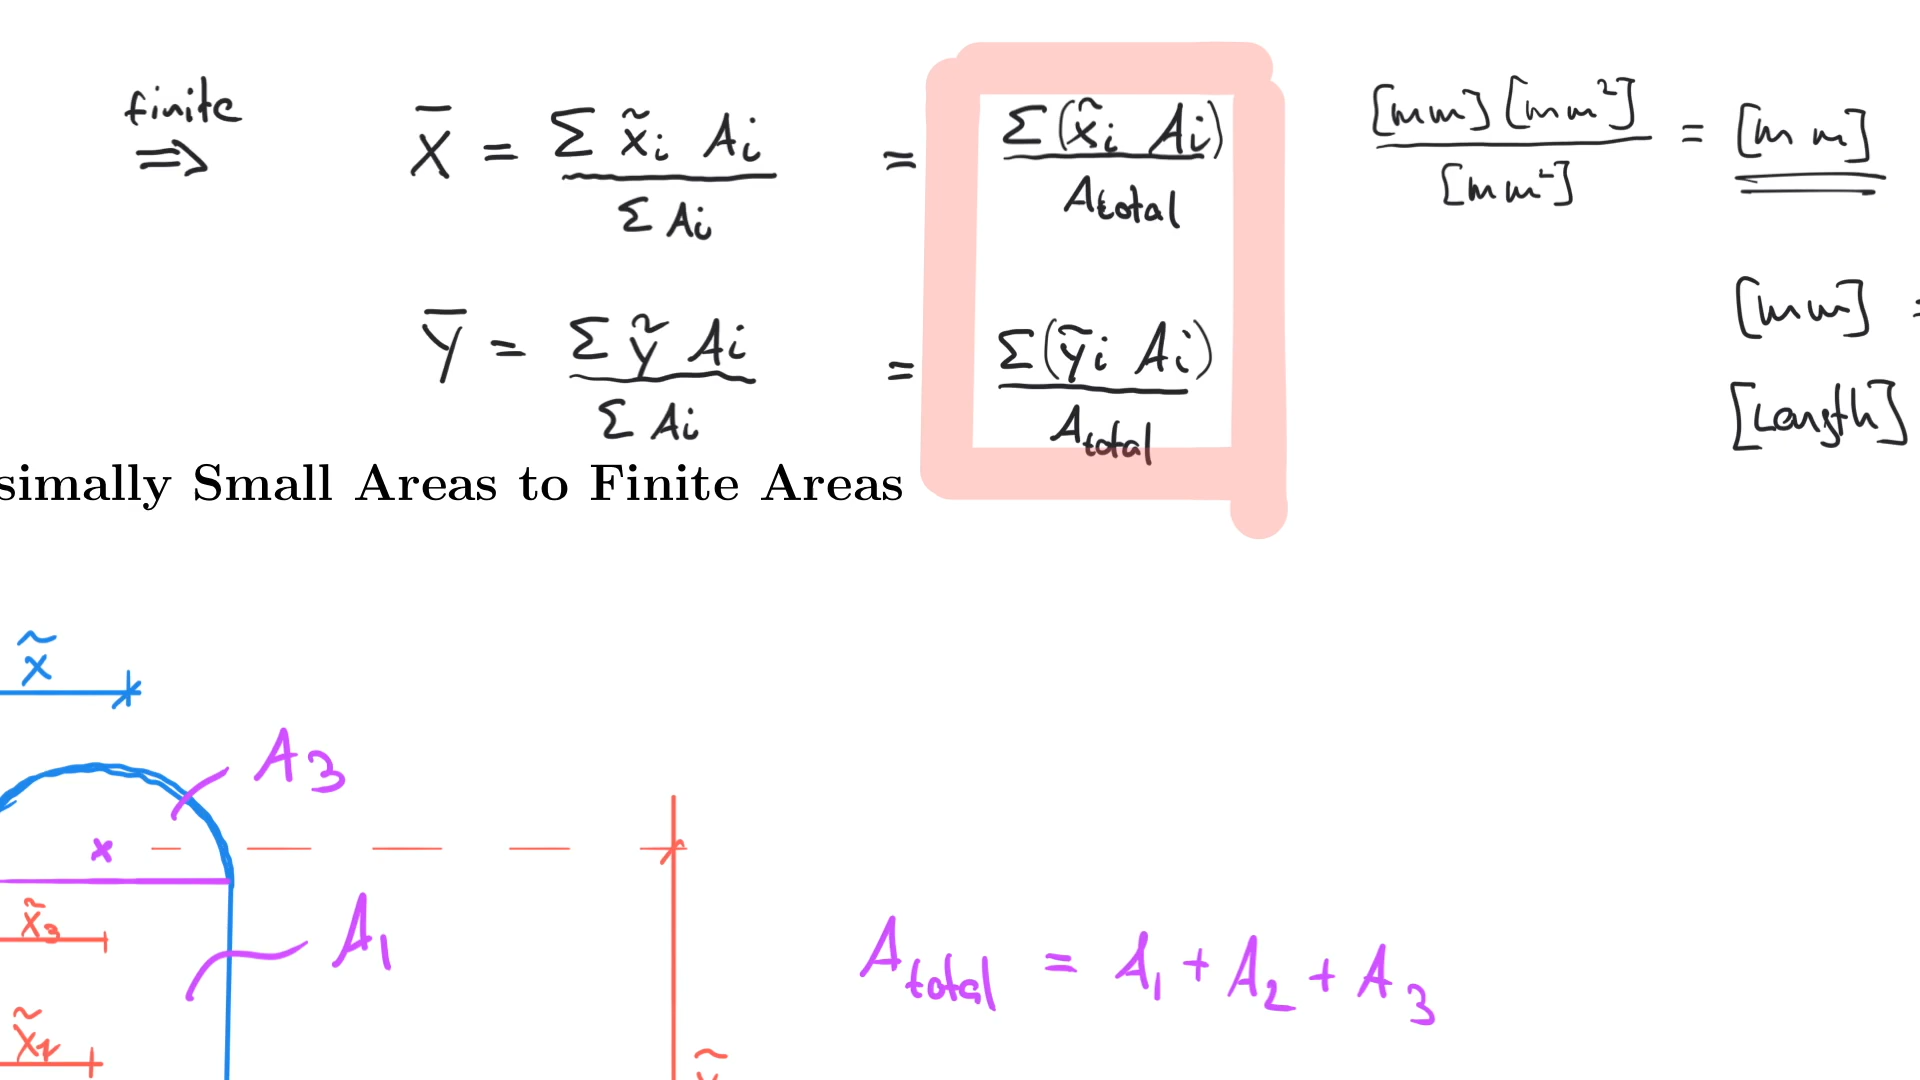 finite
⇒ X̄ = Σ x̃i Ai / Σ Ai = Σ(x̃i Ai) / Atotal [mm][mm²] / [mm²] = [mm]
[mm] =
Ȳ = Σ ỹ Ai / Σ Ai = Σ(ỹi Ai) / Atotal
[Length]
simally Small Areas to Finite Areas
x̃
A3
x
x̃3
A1
Atotal = A1 + A2 + A3